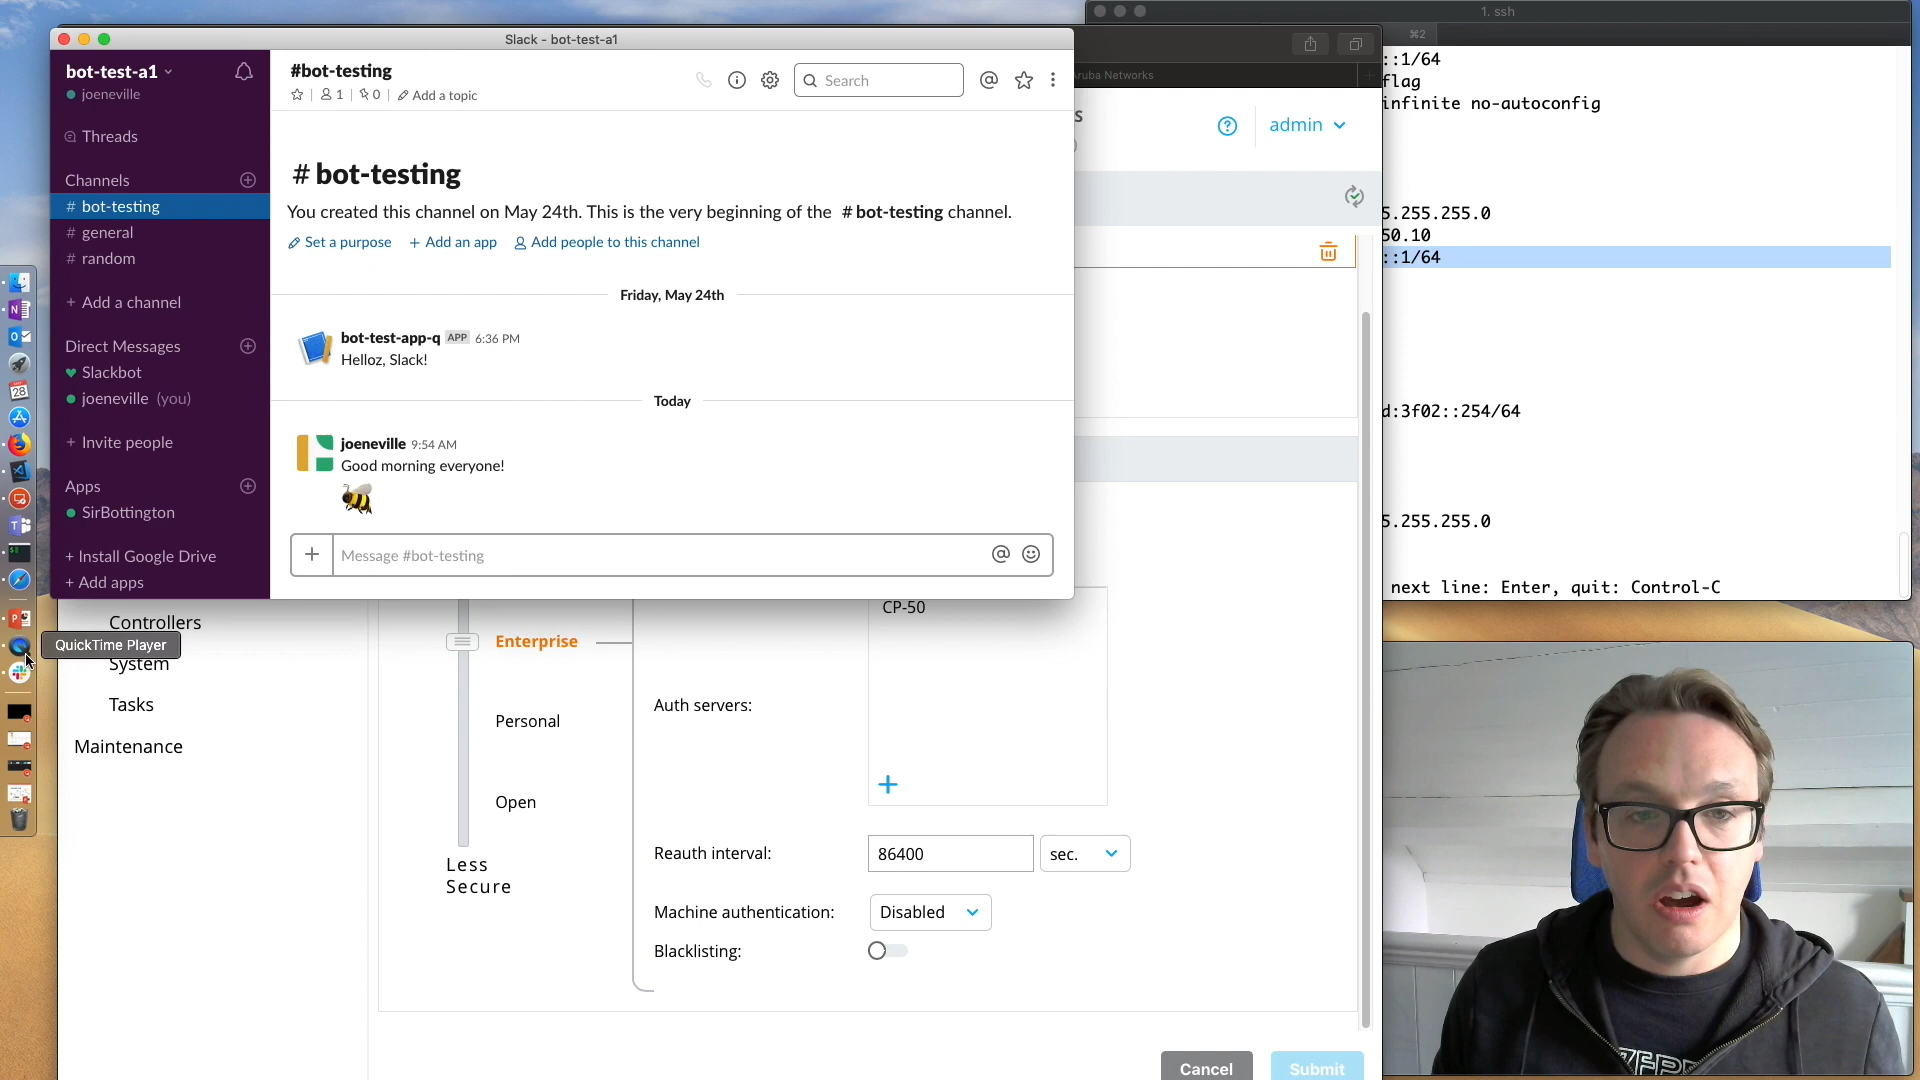 1. ssh
⌘2
Slack - bot-test-a1
bot-test-a1
joeneville
Threads
Channels
# bot-testing
# general
# random
+ Add a channel
Direct Messages
Slackbot
joeneville (you)
+ Invite people
Apps
SirBottington
+ Install Google Drive
+ Add apps
#bot-testing
1 | 0 | Add a topic
Search
# bot-testing
You created this channel on May 24th. This is the very beginning of the # bot-testing channel.
Set a purpose + Add an app Add people to this channel
Friday, May 24th
bot-test-app-q APP 6:36 PM
Helloz, Slack!
Today
joeneville 9:54 AM
Good morning everyone!
Message #bot-testing
Aruba Networks
admin
::1/64
flag
infinite no-autoconfig
5.255.255.0
50.10
::1/64
d:3f02::254/64
5.255.255.0
next line: Enter, quit: Control-C
28
QuickTime Player
Controllers
System
Tasks
Maintenance
Enterprise
Personal
Open
Less
Secure
CP-50
Auth servers:
Reauth interval: 86400 sec.
Machine authentication: Disabled
Blacklisting:
Cancel Submit